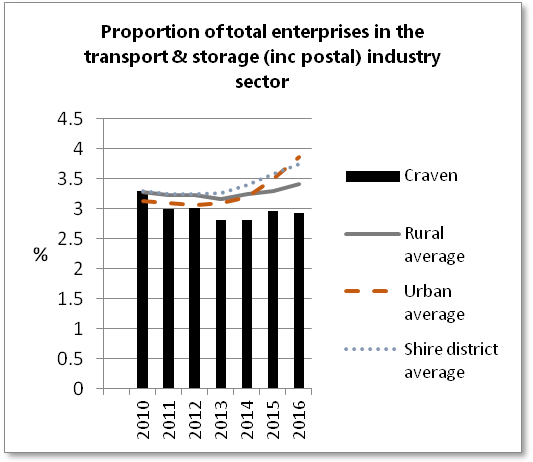 Proportion of total enterprises in the
transport & storage (inc postal) industry
sector
4.5
4
3.5
3
2.5
2
1.5
1
0.5
0
%
2010
2011
2012
2013
2014
2015
2016
Craven
Rural
average
Urban
average
Shire district
average